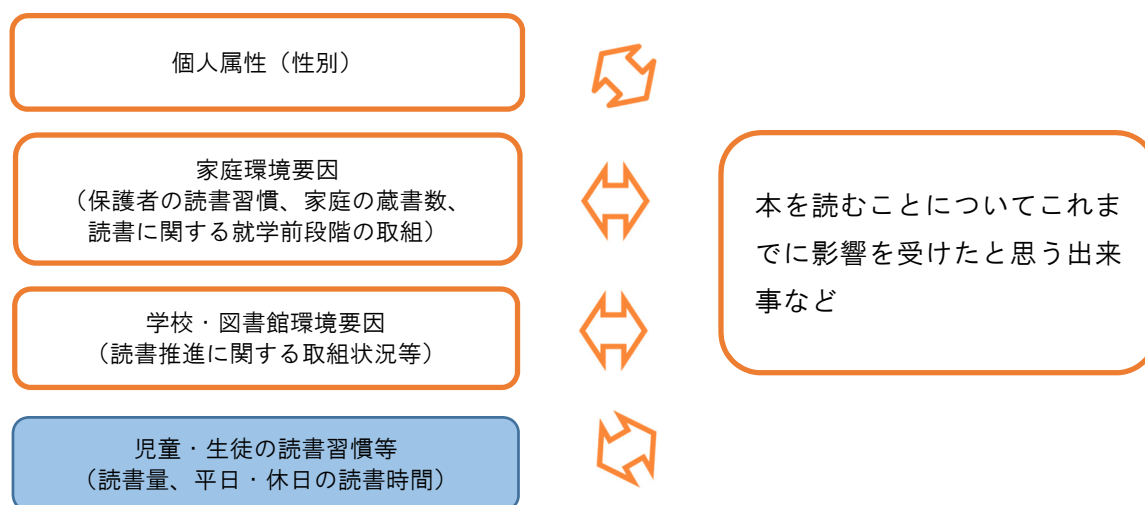 個人属性（性別）
家庭環境要因
（保護者の読書習慣、家庭の蔵書数、
読書に関する就学前段階の取組）
学校・図書館環境要因
（読書推進に関する取組状況等）
児童・生徒の読書習慣等
（読書量、平日・休日の読書時間）
本を読むことについてこれま
でに影響を受けたと思う出来
事など